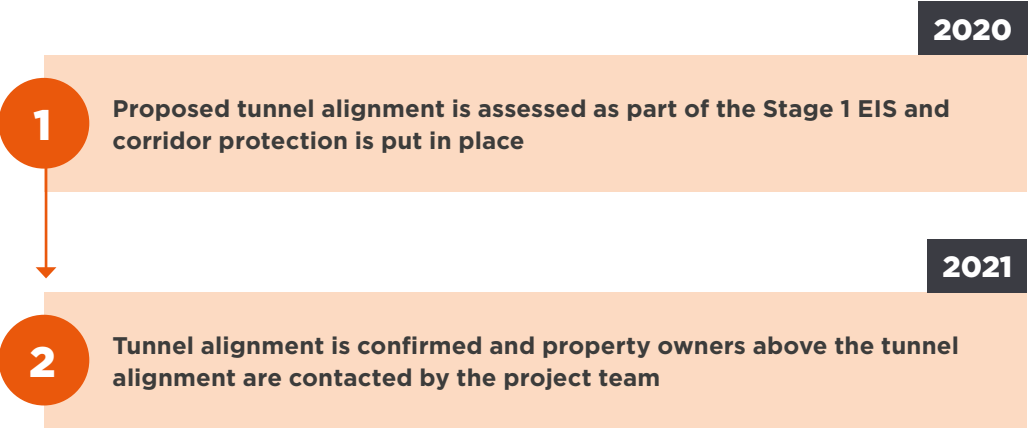 2020
1
Proposed tunnel alignment is assessed as part of the Stage 1 EIS and
corridor protection is put in place
2021
2
Tunnel alignment is confirmed and property owners above the tunnel
alignment are contacted by the project team